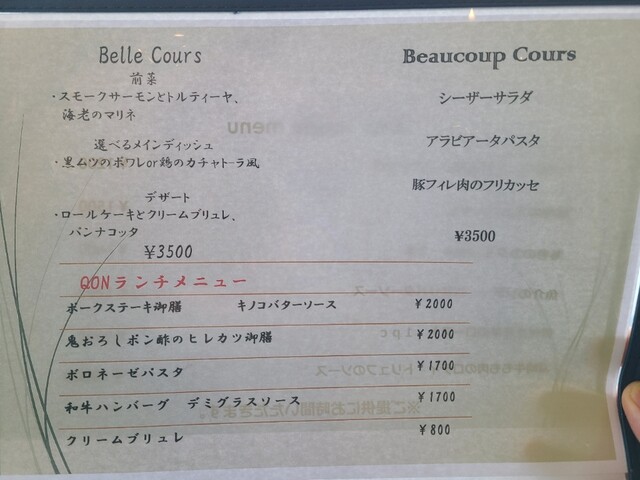 Belle Cours
前菜
・スモークサーモンとトルティーヤ、
海老のマリネ
選べるメインディッシュ
・黒ムツのポワレor鶏のカチャトーラ風
デザート
・ロールケーキとクリームブリュレ、
パンナコッタ
¥3500
Beaucoup Cours
シーザーサラダ
アラビアータパスタ
豚フィレ肉のフリカッセ
¥3500
QONランチメニュー
ポークステーキ御膳 キノコバターソース ¥2000
鬼おろしポン酢のヒレカツ御膳 ¥2000
ボロネーゼパスタ ¥1700
和牛ハンバーグ デミグラスソース ¥1700
クリームブリュレ ¥800